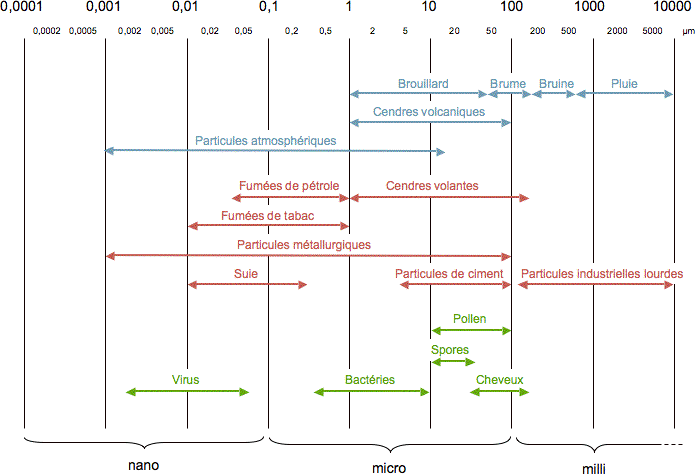 0,0001 0,001 0,01 0,1 1 10 100 1000 10000
0,0002 0,0005 0,002 0,005 0,02 0,05 0,2 0,5 2 5 20 50 200 500 2000 5000 µm
Brouillard Brume Bruine Pluie
Cendres volcaniques
Particules atmosphériques
Fumées de pétrole Cendres volantes
Fumées de tabac
Particules métallurgiques
Suie Particules de ciment Particules industrielles lourdes
Pollen
Spores
Virus Bactéries Cheveux
nano micro milli